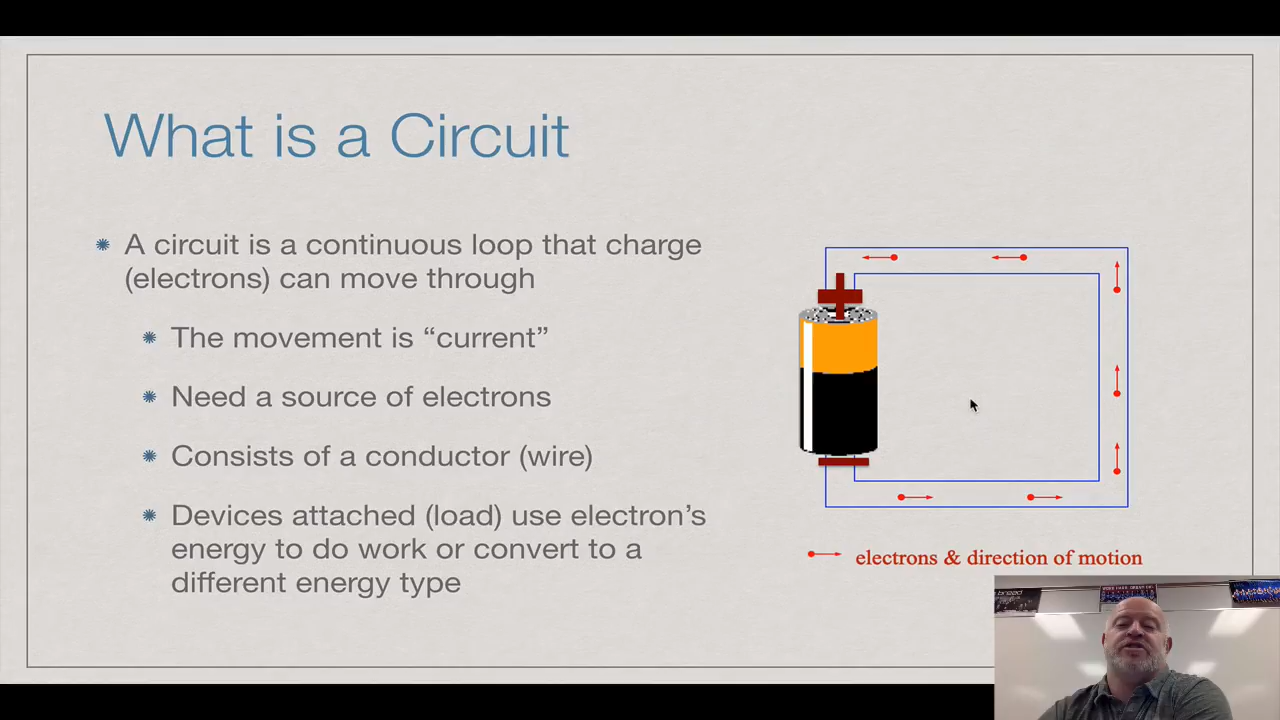 What is a Circuit
A circuit is a continuous loop that charge
(electrons) can move through
The movement is “current”
Need a source of electrons
Consists of a conductor (wire)
Devices attached (load) use electron’s
energy to do work or convert to a
different energy type
electrons & direction of motion